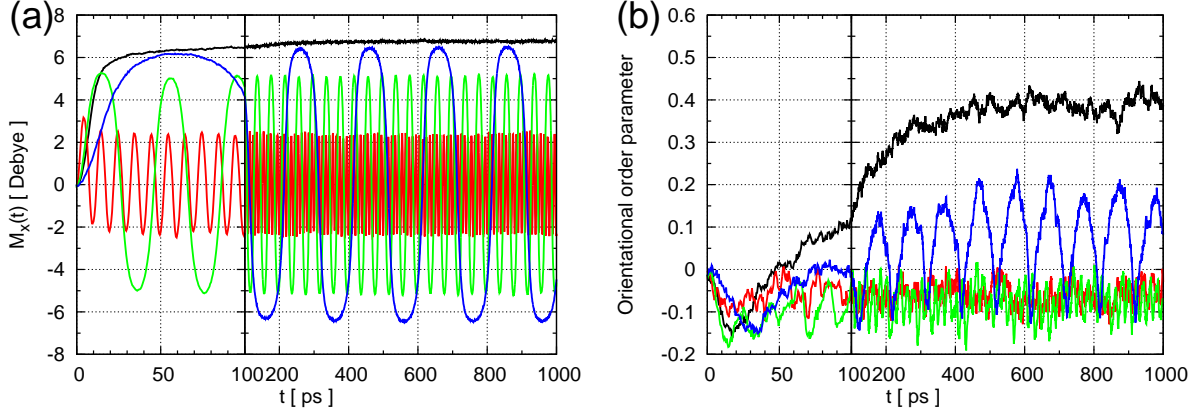 (a)
8
6
4
2
0
-2
-4
-6
-8
0 50 100 200 400 600 800 1000
M_x(t) [ Debye ]
t [ ps ]
(b)
0.6
0.5
0.4
0.3
0.2
0.1
0
-0.1
-0.2
0 50 100 200 400 600 800 1000
Orientational order parameter
t [ ps ]